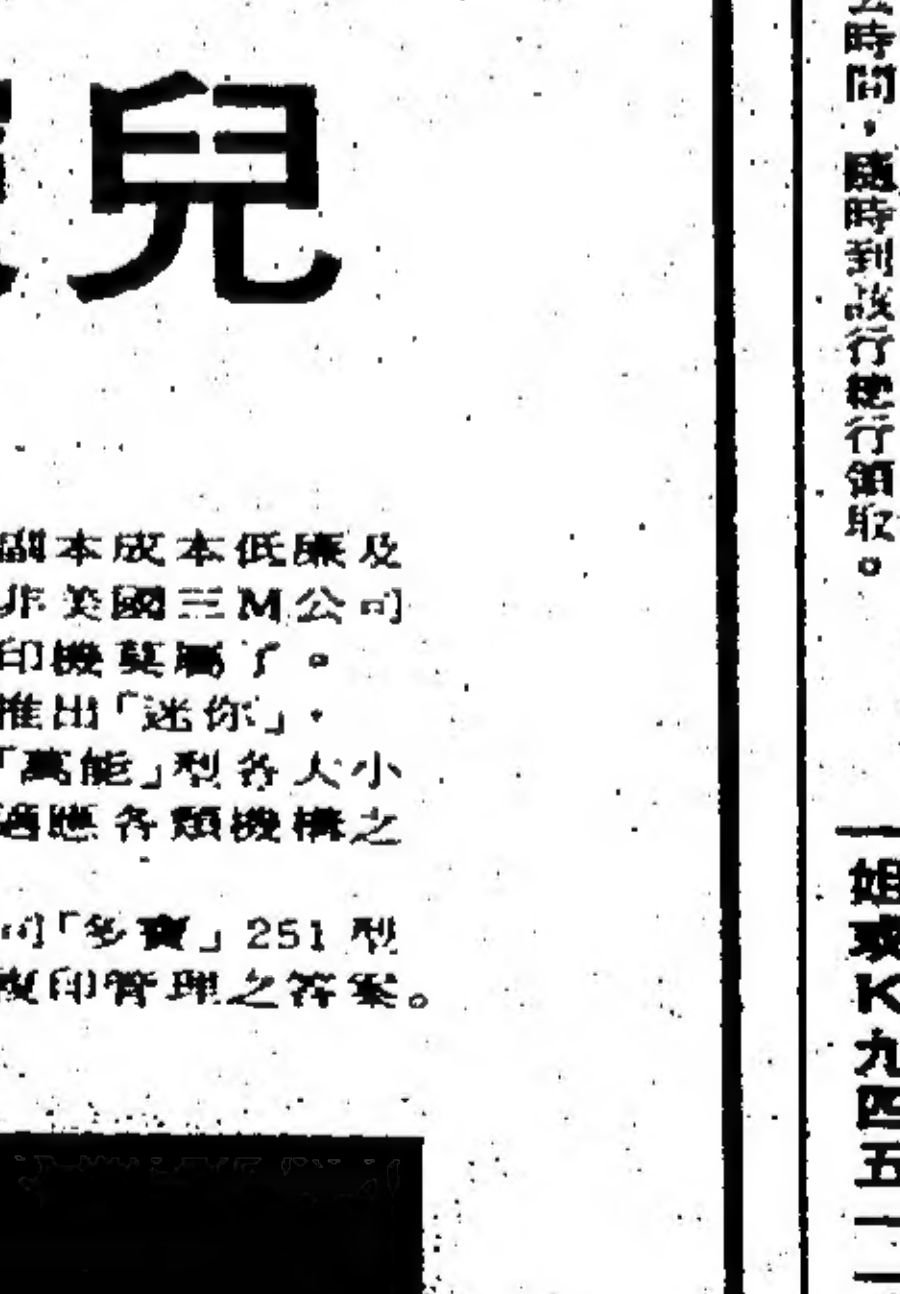 兒
副本成本低廉及
非美國三M公司
印機莫屬了。
推出「迷你」，
「萬能」型各大小
適應各類機構之
司「多寶」251 型
複印管理之答案。
時間，隨時到該行總行領取。
姐或K九四五一一